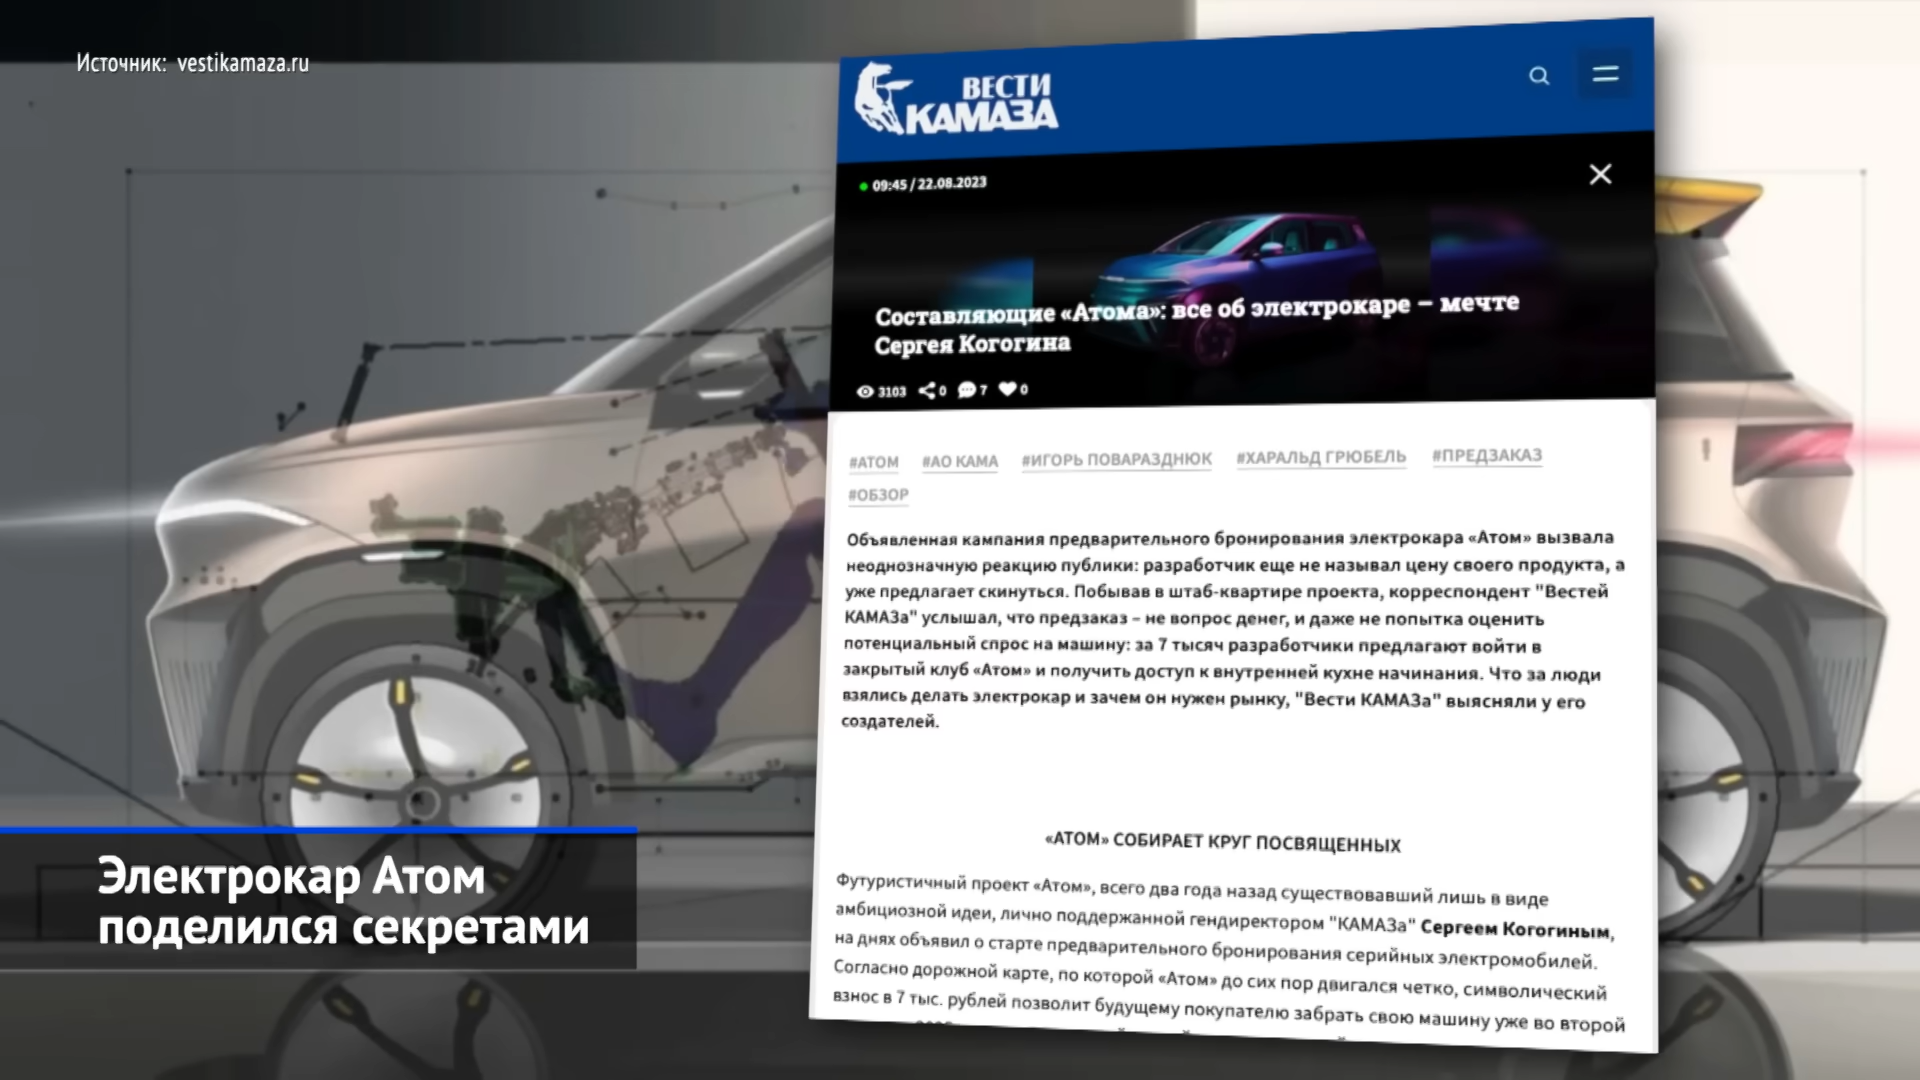 Источник: vestikamaza.ru
ВЕСТИ
КАМАЗА
09:45 / 22.08.2023
Составляющие «Атома»: все об электрокаре – мечте
Сергея Когогина
3103 0 7 0
#АТОМ #АО КАМА #ИГОРЬ ПОВАРАЗДНЮК #ХАРАЛЬД ГРЮБЕЛЬ #ПРЕДЗАКАЗ
#ОБЗОР
Объявленная кампания предварительного бронирования электрокара «Атом» вызвала
неоднозначную реакцию публики: разработчик еще не называл цену своего продукта, а
уже предлагает скинуться. Побывав в штаб-квартире проекта, корреспондент "Вестей
КАМАЗа" услышал, что предзаказ – не вопрос денег, и даже не попытка оценить
потенциальный спрос на машину: за 7 тысяч разработчики предлагают войти в
закрытый клуб «Атом» и получить доступ к внутренней кухне начинания. Что за люди
взялись делать электрокар и зачем он нужен рынку, "Вести КАМАЗа" выясняли у его
создателей.
«АТОМ» СОБИРАЕТ КРУГ ПОСВЯЩЕННЫХ
Футуристичный проект «Атом», всего два года назад существовавший лишь в виде
амбициозной идеи, лично поддержанной гендиректором "КАМАЗа" Сергеем Когогиным,
на днях объявил о старте предварительного бронирования серийных электромобилей.
Согласно дорожной карте, по которой «Атом» до сих пор двигался четко, символический
взнос в 7 тыс. рублей позволит будущему покупателю забрать свою машину уже во второй
Электрокар Атом
поделился секретами